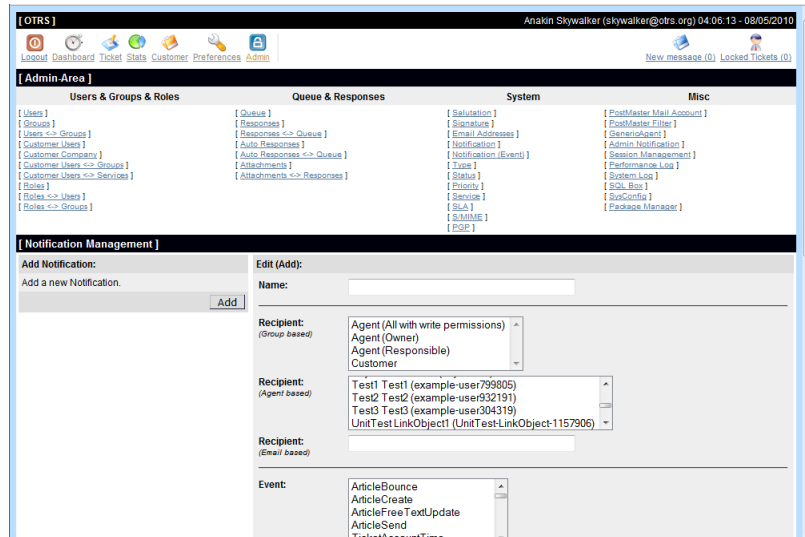 [ OTRS ]
Anakin Skywalker (skywalker@otrs.org) 04:06:13 - 08/05/2010
Logout Dashboard Ticket Stats Customer Preferences Admin
New message (0) Locked Tickets (0)
[ Admin-Area ]
Users & Groups & Roles Queue & Responses System Misc
[ Users ] [ Queue ] [ Salutation ] [ PostMaster Mail Account ]
[ Groups ] [ Responses ] [ Signature ] [ PostMaster Filter ]
[ Users <-> Groups ] [ Responses <-> Queue ] [ Email Addresses ] [ GenericAgent ]
[ Customer Users ] [ Auto Responses ] [ Notification ] [ Admin Notification ]
[ Customer Company ] [ Auto Responses <-> Queue ] [ Notification (Event) ] [ Session Management ]
[ Customer Users <-> Groups ] [ Attachments ] [ Type ] [ Performance Log ]
[ Customer Users <-> Services ] [ Attachments <-> Responses ] [ Status ] [ System Log ]
[ Roles ] [ Priority ] [ SQL Box ]
[ Roles <-> Users ] [ Service ] [ SysConfig ]
[ Roles <-> Groups ] [ SLA ] [ Package Manager ]
[ S/MIME ]
[ PGP ]
[ Notification Management ]
Add Notification:
Add a new Notification.
Add
Edit (Add):
Name:
Recipient:
(Group based)
Agent (All with write permissions)
Agent (Owner)
Agent (Responsible)
Customer
Recipient:
(Agent based)
Test1 Test1 (example-user799805)
Test2 Test2 (example-user932191)
Test3 Test3 (example-user304319)
UnitTest LinkObject1 (UnitTest-LinkObject-1157906)
Recipient:
(Email based)
Event:
ArticleBounce
ArticleCreate
ArticleFreeTextUpdate
ArticleSend
TicketAccountTime